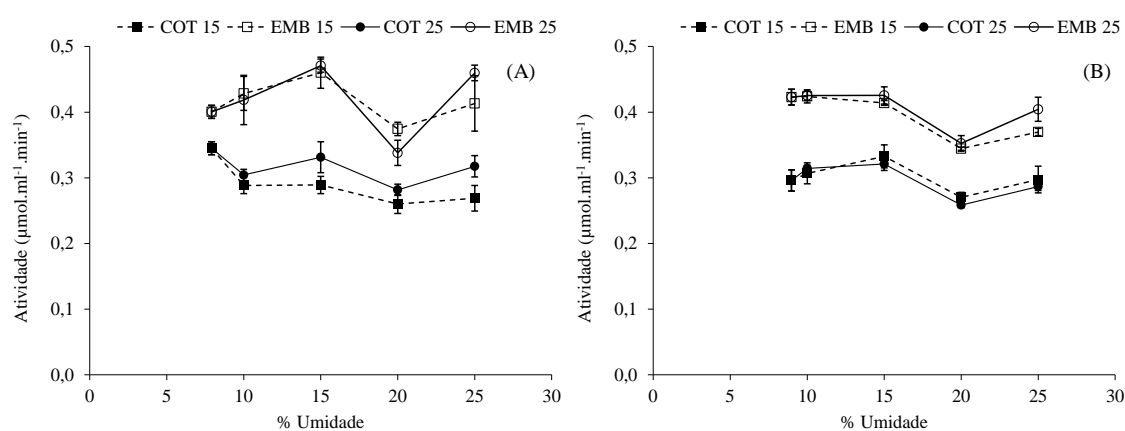 COT 15 EMB 15 COT 25 EMB 25
(A)
Atividade (µmol.ml⁻¹.min⁻¹)
0,5
0,4
0,3
0,2
0,1
0,0
0 5 10 15 20 25 30
% Umidade
COT 15 EMB 15 COT 25 EMB 25
(B)
Atividade (µmol.ml⁻¹.min⁻¹)
0,5
0,4
0,3
0,2
0,1
0,0
0 5 10 15 20 25 30
% Umidade